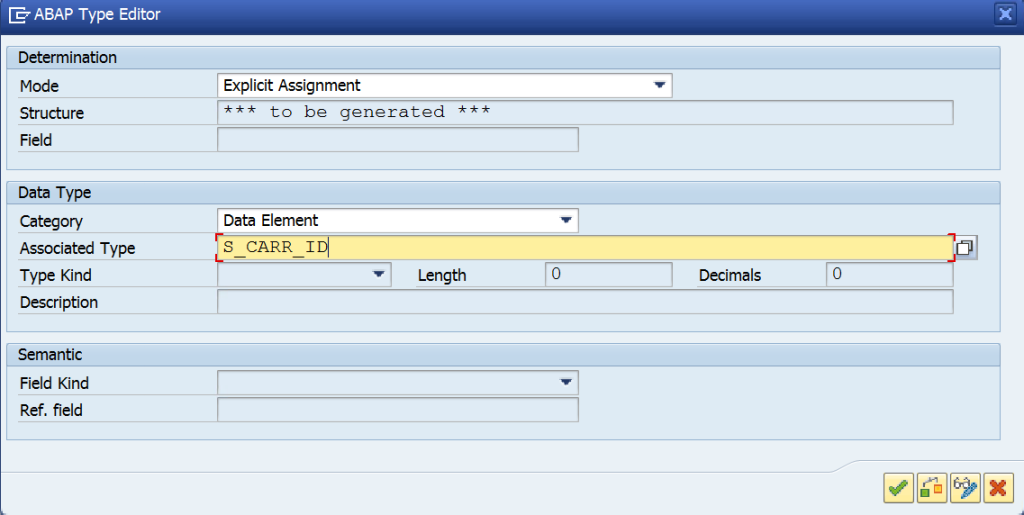 ABAP Type Editor
Determination
Mode Explicit Assignment
Structure *** to be generated ***
Field
Data Type
Category Data Element
Associated Type S_CARR_ID
Type Kind Length 0 Decimals 0
Description
Semantic
Field Kind
Ref. field